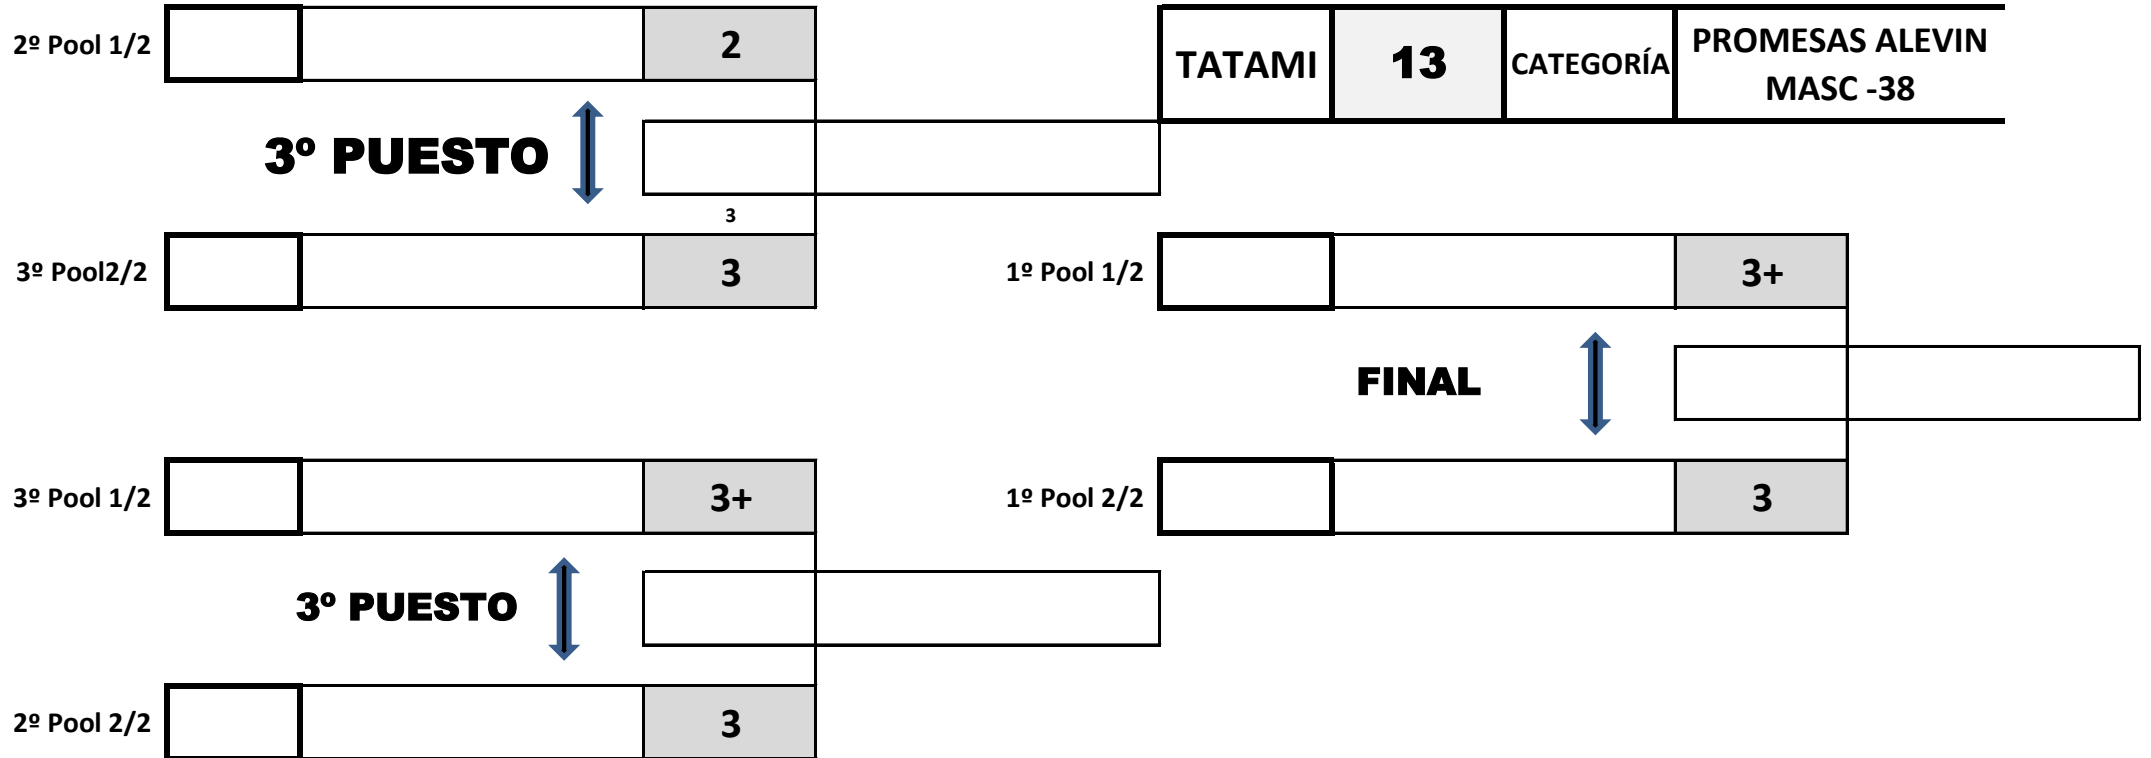 2º Pool 1/2 2
TATAMI 13 CATEGORÍA PROMESAS ALEVIN
MASC -38
3º PUESTO
3
3º Pool2/2 3
1º Pool 1/2 3+
FINAL
3º Pool 1/2 3+
1º Pool 2/2 3
3º PUESTO
2º Pool 2/2 3